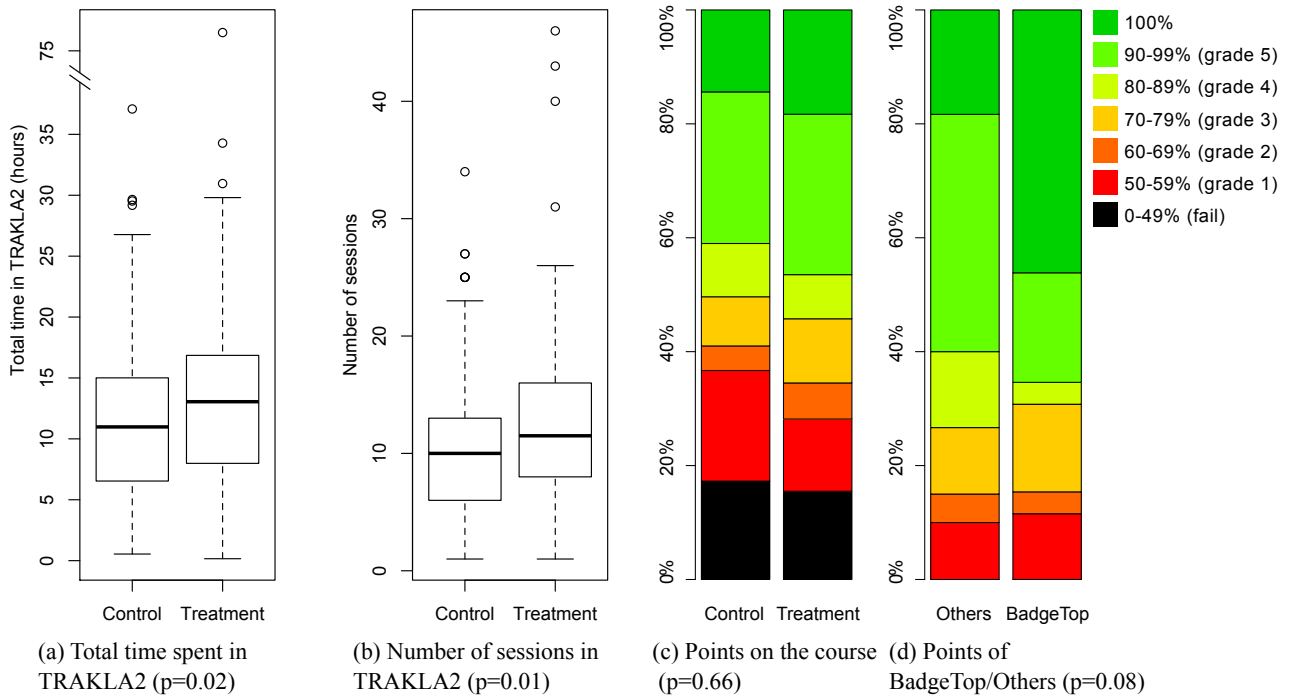 Total time in TRAKLA2 (hours)
75
35
30
25
20
15
10
5
0
Control
Treatment
(a) Total time spent in
TRAKLA2 (p=0.02)
Number of sessions
40
30
20
10
0
Control
Treatment
(b) Number of sessions in
TRAKLA2 (p=0.01)
100%
80%
60%
40%
20%
0%
Control
Treatment
(c) Points on the course
(p=0.66)
100%
80%
60%
40%
20%
0%
Others
BadgeTop
(d) Points of
BadgeTop/Others (p=0.08)
100%
90-99% (grade 5)
80-89% (grade 4)
70-79% (grade 3)
60-69% (grade 2)
50-59% (grade 1)
0-49% (fail)